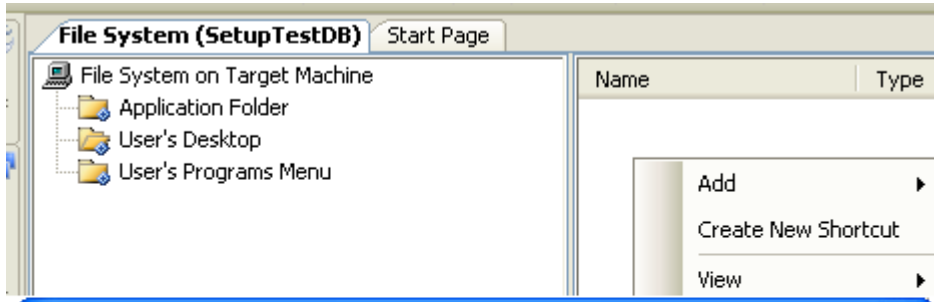 File System (SetupTestDB) Start Page
File System on Target Machine
Application Folder
User's Desktop
User's Programs Menu
Name Type
Add
Create New Shortcut
View